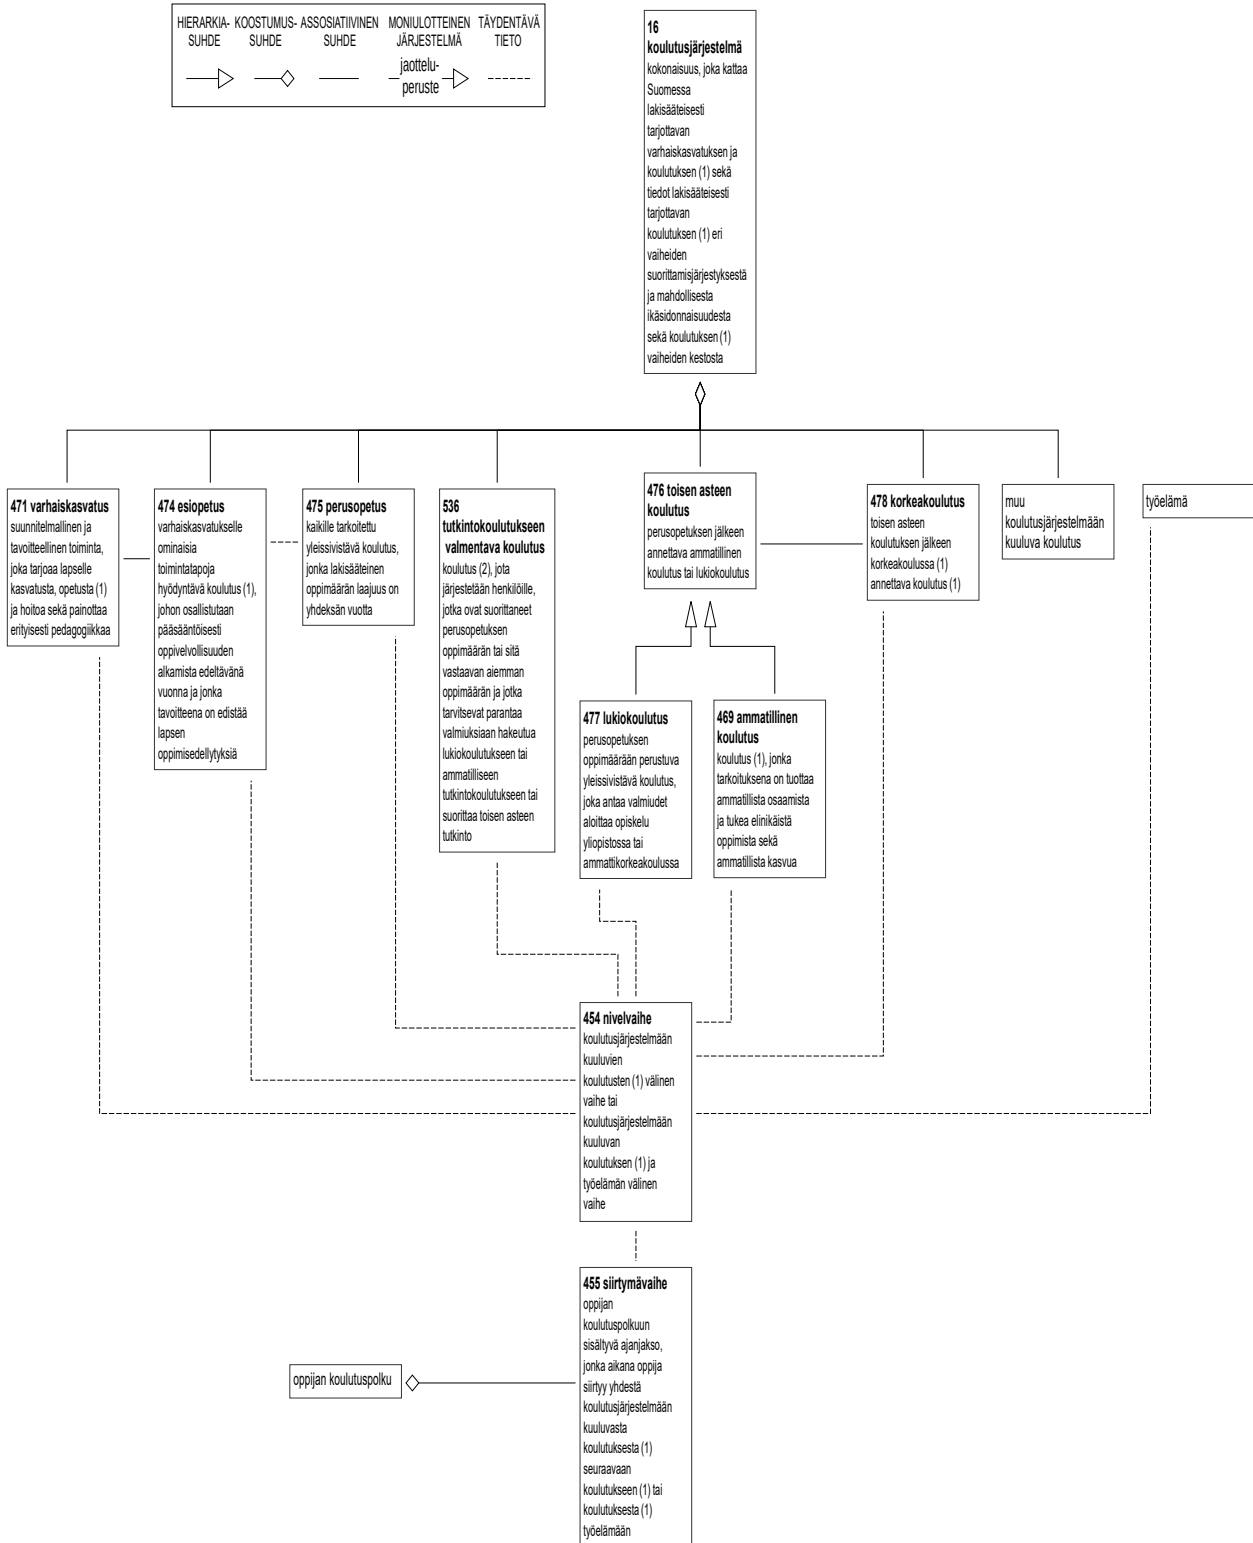 HIERARKIA-
SUHDE
KOOSTUMUS-
SUHDE
ASSOSIATIIVINEN
SUHDE
MONIULOTTEINEN
JÄRJESTELMÄ
TÄYDENTÄVÄ
TIETO
jaottelu-
peruste
16
koulutusjärjestelmä
kokonaisuus, joka kattaa
Suomessa
lakisääteisesti
tarjottavan
varhaiskasvatuksen ja
koulutuksen (1) sekä
tiedot lakisääteisesti
tarjottavan
koulutuksen (1) eri
vaiheiden
suorittamisjärjestyksestä
ja mahdollisesta
ikäsidonnaisuudesta
sekä koulutuksen (1)
vaiheiden kestosta
471 varhaiskasvatus
suunnitelmallinen ja
tavoitteellinen toiminta,
joka tarjoaa lapselle
kasvatusta, opetusta (1)
ja hoitoa sekä painottaa
erityisesti pedagogiikkaa
474 esiopetus
varhaiskasvatukselle
ominaisia
toimintatapoja
hyödyntävä koulutus (1),
johon osallistutaan
pääsääntöisesti
oppivelvollisuuden
alkamista edeltävänä
vuonna ja jonka
tavoitteena on edistää
lapsen
oppimisedellytyksiä
475 perusopetus
kaikille tarkoitettu
yleissivistävä koulutus,
jonka lakisääteinen
oppimäärän laajuus on
yhdeksän vuotta
536
tutkintokoulutukseen
valmentava koulutus
koulutus (2), jota
järjestetään henkilöille,
jotka ovat suorittaneet
perusopetuksen
oppimäärän tai sitä
vastaavan aiemman
oppimäärän ja jotka
tarvitsevat parantaa
valmiuksiaan hakeutua
lukiokoulutukseen tai
ammatilliseen
tutkintokoulutukseen tai
suorittaa toisen asteen
tutkinto
476 toisen asteen
koulutus
perusopetuksen jälkeen
annettava ammatillinen
koulutus tai lukiokoulutus
478 korkeakoulutus
toisen asteen
koulutuksen jälkeen
korkeakoulussa (1)
annettava koulutus (1)
muu
koulutusjärjestelmään
kuuluva koulutus
työelämä
477 lukiokoulutus
perusopetuksen
oppimäärään perustuva
yleissivistävä koulutus,
joka antaa valmiudet
aloittaa opiskelu
yliopistossa tai
ammattikorkeakoulussa
469 ammatillinen
koulutus
koulutus (1), jonka
tarkoituksena on tuottaa
ammatillista osaamista
ja tukea elinikäistä
oppimista sekä
ammatillista kasvua
454 nivelvaihe
koulutusjärjestelmään
kuuluvien
koulutusten (1) välinen
vaihe tai
koulutusjärjestelmään
kuuluvan
koulutuksen (1) ja
työelämän välinen
vaihe
455 siirtymävaihe
oppijan
koulutuspolkuun
sisältyvä ajanjakso,
jonka aikana oppija
siirtyy yhdestä
koulutusjärjestelmään
kuuluvasta
koulutuksesta (1)
seuraavaan
koulutukseen (1) tai
koulutuksesta (1)
työelämään
oppijan koulutuspolku